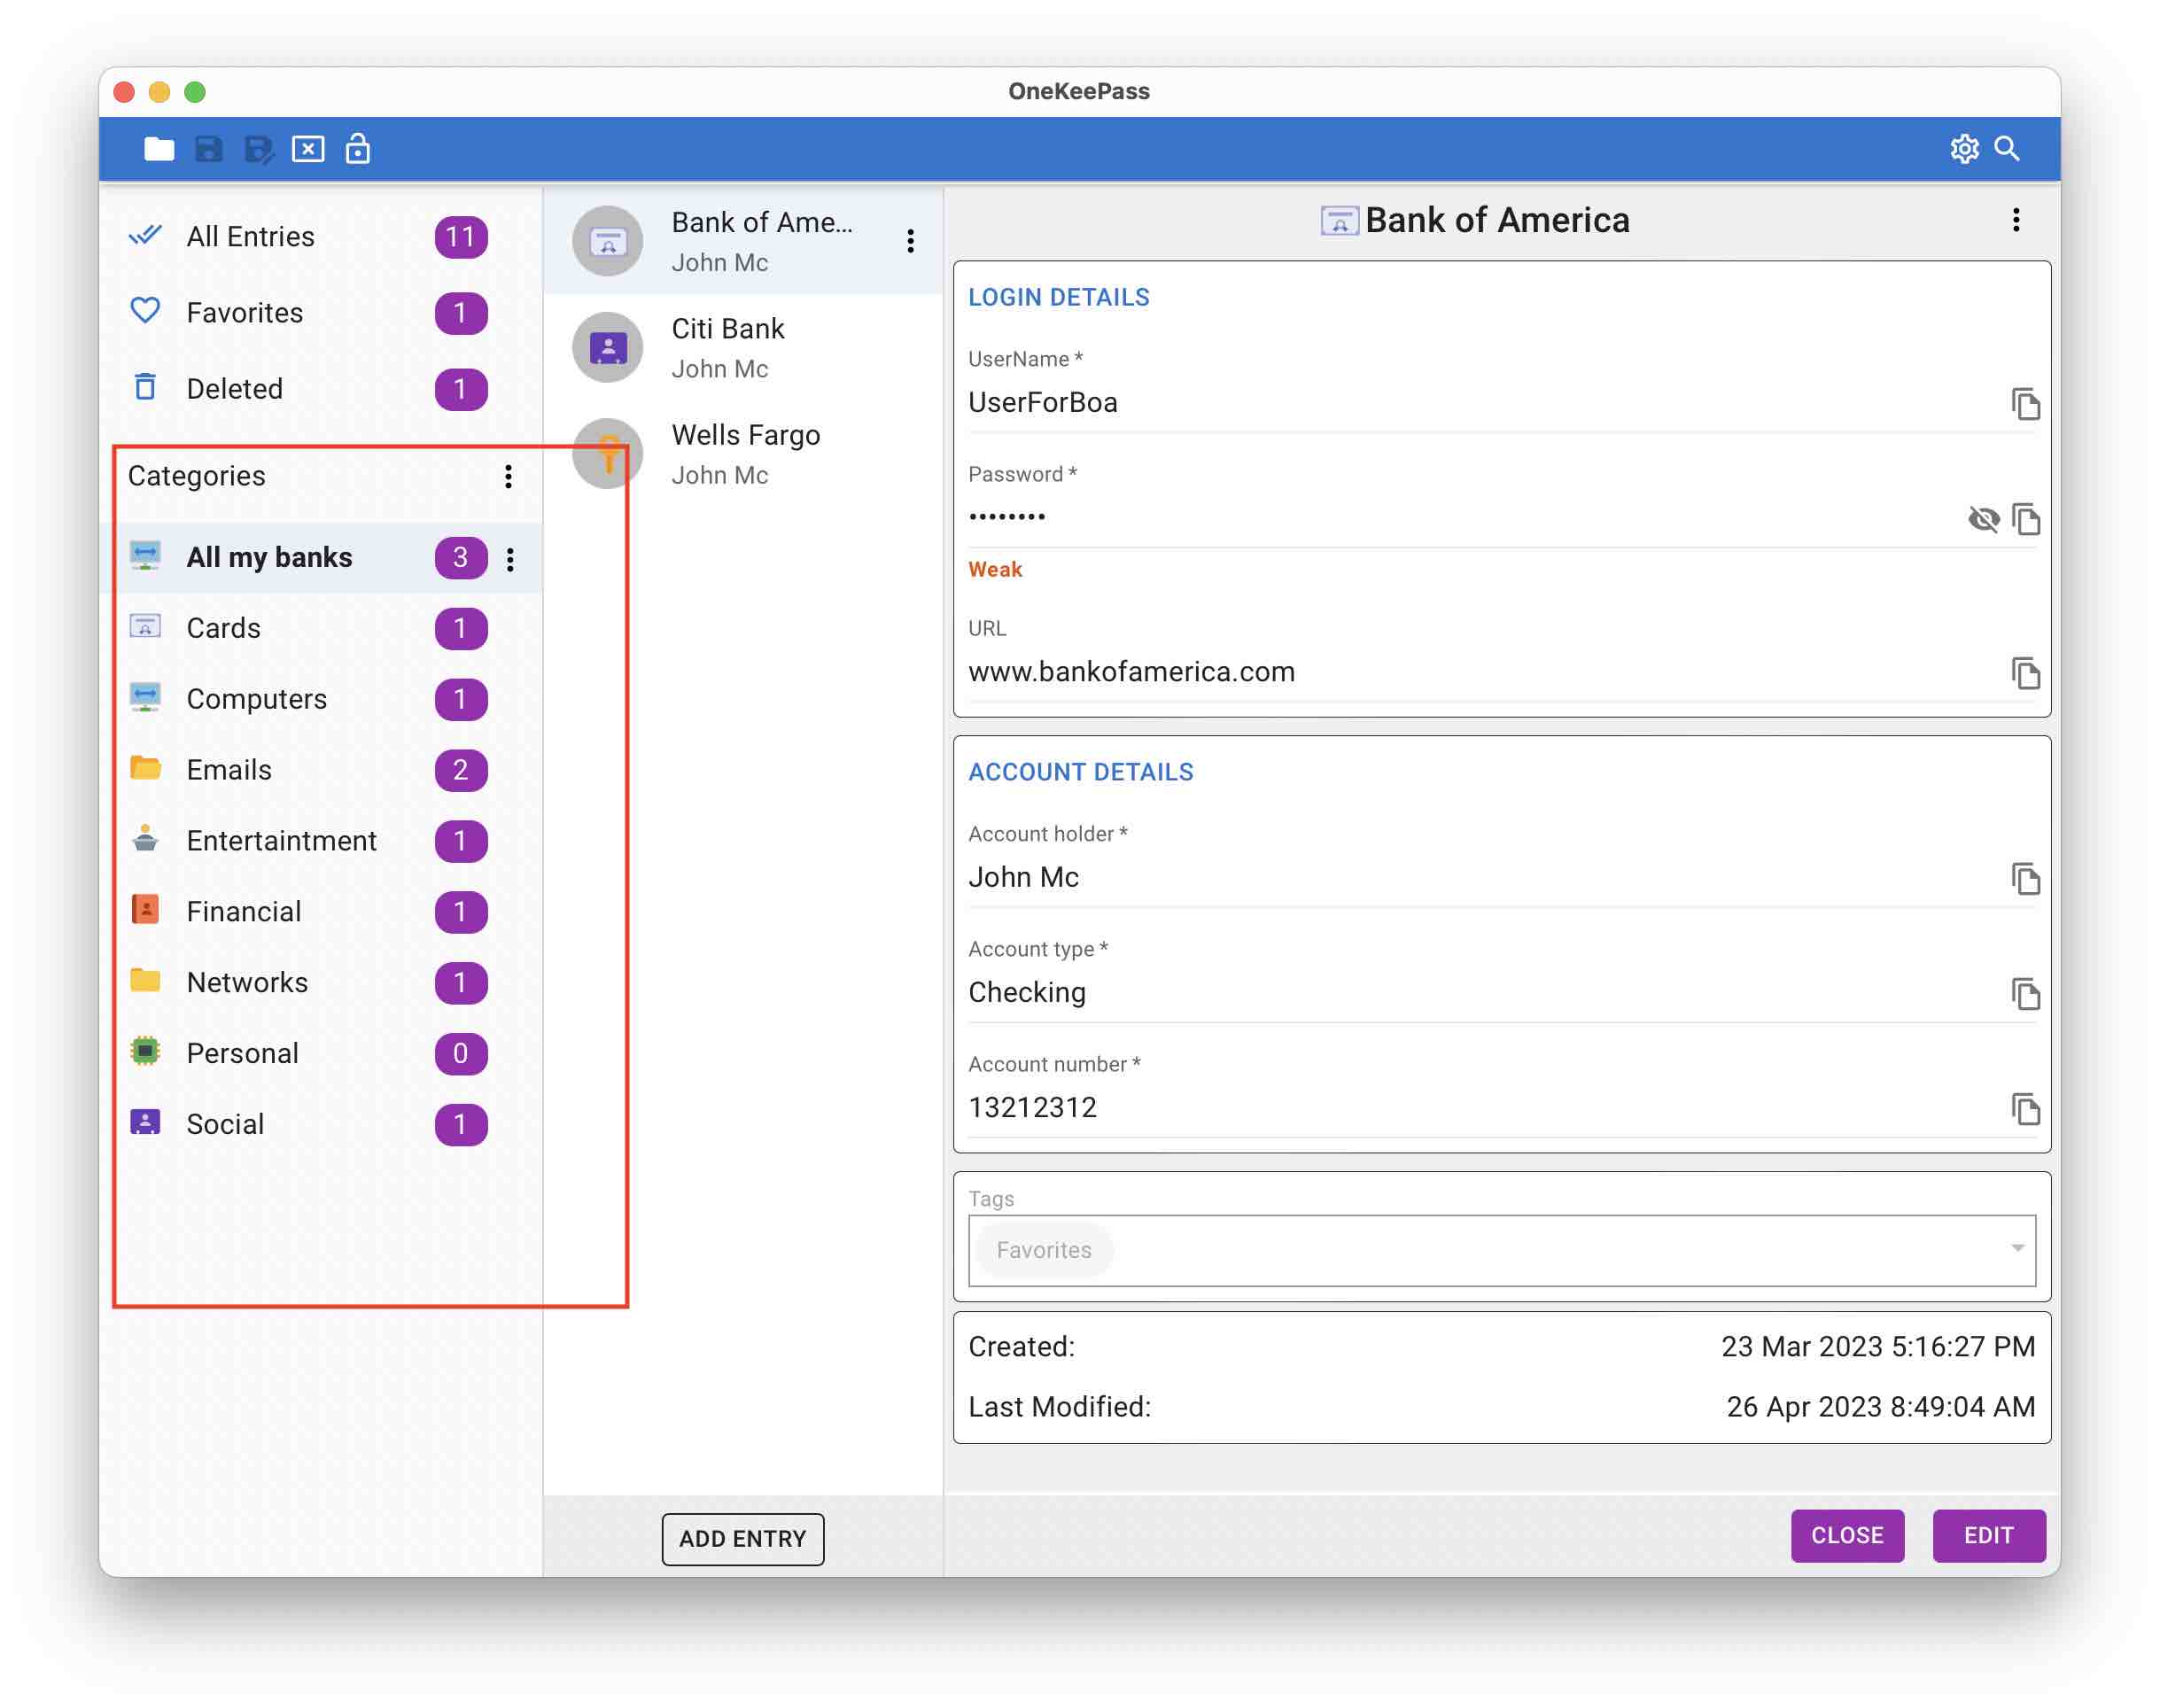 OneKeePass
All Entries 11
Favorites 1
Deleted 1
Categories
All my banks 3
Cards 1
Computers 1
Emails 2
Entertaintment 1
Financial 1
Networks 1
Personal 0
Social 1
Bank of Ame...
John Mc
Citi Bank
John Mc
Wells Fargo
John Mc
ADD ENTRY
Bank of America
LOGIN DETAILS
UserName *
UserForBoa
Password *
••••••••
Weak
URL
www.bankofamerica.com
ACCOUNT DETAILS
Account holder *
John Mc
Account type *
Checking
Account number *
13212312
Tags
Favorites
Created: 23 Mar 2023 5:16:27 PM
Last Modified: 26 Apr 2023 8:49:04 AM
CLOSE EDIT